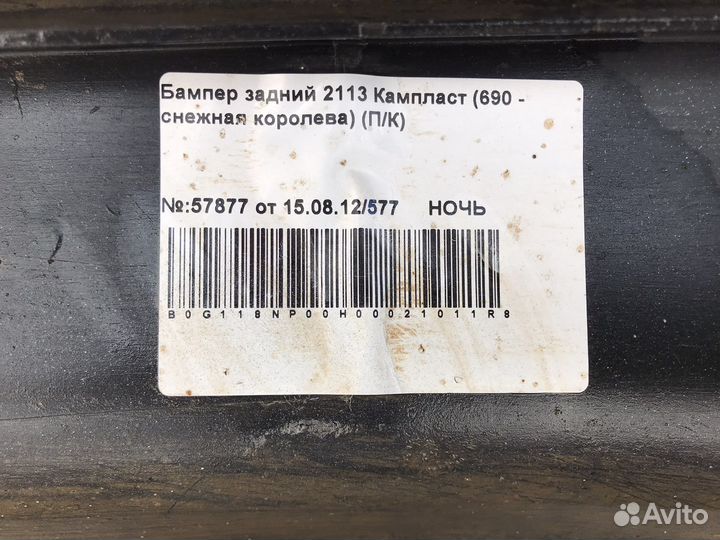 Бампер задний 2113 Кампласт (690 -
снежная королева) (П/К)
№:57877 от 15.08.12/577 НОЧЬ
B0G118NP00H00021011R8
Avito